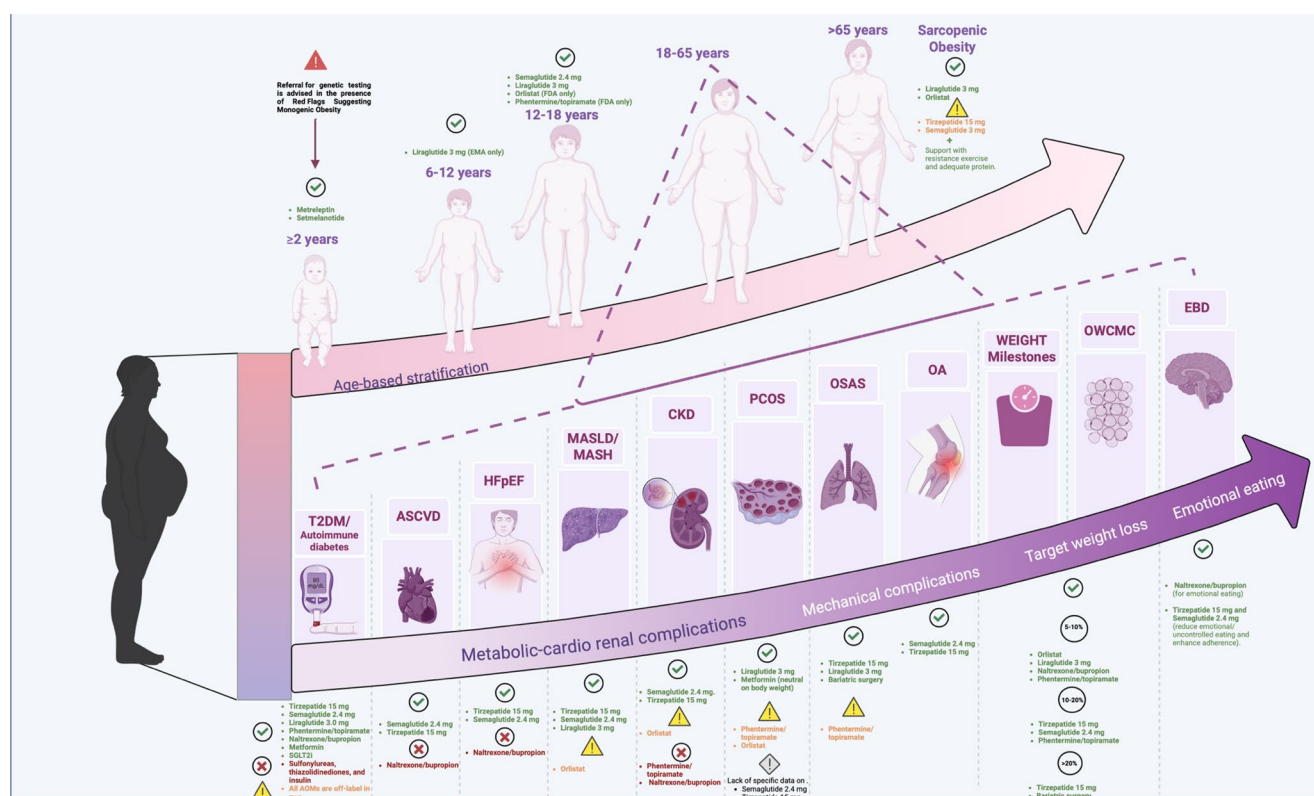 Referral for genetic testing
is advised in the presence
of Red Flags Suggesting
Monogenic Obesity
• Metreleptin
• Setmelanotide
≥2 years
• Liraglutide 3 mg (EMA only)
6-12 years
• Semaglutide 2.4 mg
• Liraglutide 3 mg
• Orlistat (FDA only)
• Phentermine/topiramate (FDA only)
12-18 years
18-65 years
>65 years
Sarcopenic
Obesity
• Liraglutide 3 mg
• Orlistat
• Tirzepatide 15 mg
• Semaglutide 3 mg
+
Support with
resistance exercise
and adequate protein.
Age-based stratification
T2DM/
Autoimmune
diabetes
80
mg/dL
ASCVD
HFpEF
MASLD/
MASH
CKD
PCOS
OSAS
OA
WEIGHT
Milestones
OWCMC
EBD
Metabolic-cardio renal complications
Mechanical complications
Target weight loss
Emotional eating
• Tirzepatide 15 mg
• Semaglutide 2.4 mg
• Liraglutide 3.0 mg
• Phentermine/topiramate
• Naltrexone/bupropion
• Metformin
• SGLT2i
• Sulfonylureas,
thiazolidinediones, and
insulin
• All AOMs are off-label in
• Semaglutide 2.4 mg
• Tirzepatide 15 mg
• Naltrexone/bupropion
• Tirzepatide 15 mg
• Semaglutide 2.4 mg
• Naltrexone/bupropion
• Tirzepatide 15 mg
• Semaglutide 2.4 mg
• Liraglutide 3 mg
• Orlistat
• Semaglutide 2.4 mg.
• Tirzepatide 15 mg
• Orlistat
• Phentermine/
topiramate
• Naltrexone/bupropion
• Liraglutide 3 mg
• Metformin (neutral
on body weight)
• Phentermine/
topiramate
• Orlistat
Lack of specific data on .
• Semaglutide 2.4 mg
• Tirzepatide 15 mg
• Tirzepatide 15 mg
• Liraglutide 3 mg
• Bariatric surgery
• Phentermine/
topiramate
• Semaglutide 2.4 mg
• Tirzepatide 15 mg
5-10%
• Orlistat
• Liraglutide 3 mg
• Naltrexone/bupropion
• Phentermine/topiramate
10-20%
• Tirzepatide 15 mg
• Semaglutide 2.4 mg
• Phentermine/topiramate
>20%
• Tirzepatide 15 mg
• Bariatric surgery
• Naltrexone/bupropion
(for emotional eating)
• Tirzepatide 15 mg and
Semaglutide 2.4 mg
(reduce emotional/
uncontrolled eating and
enhance adherence).